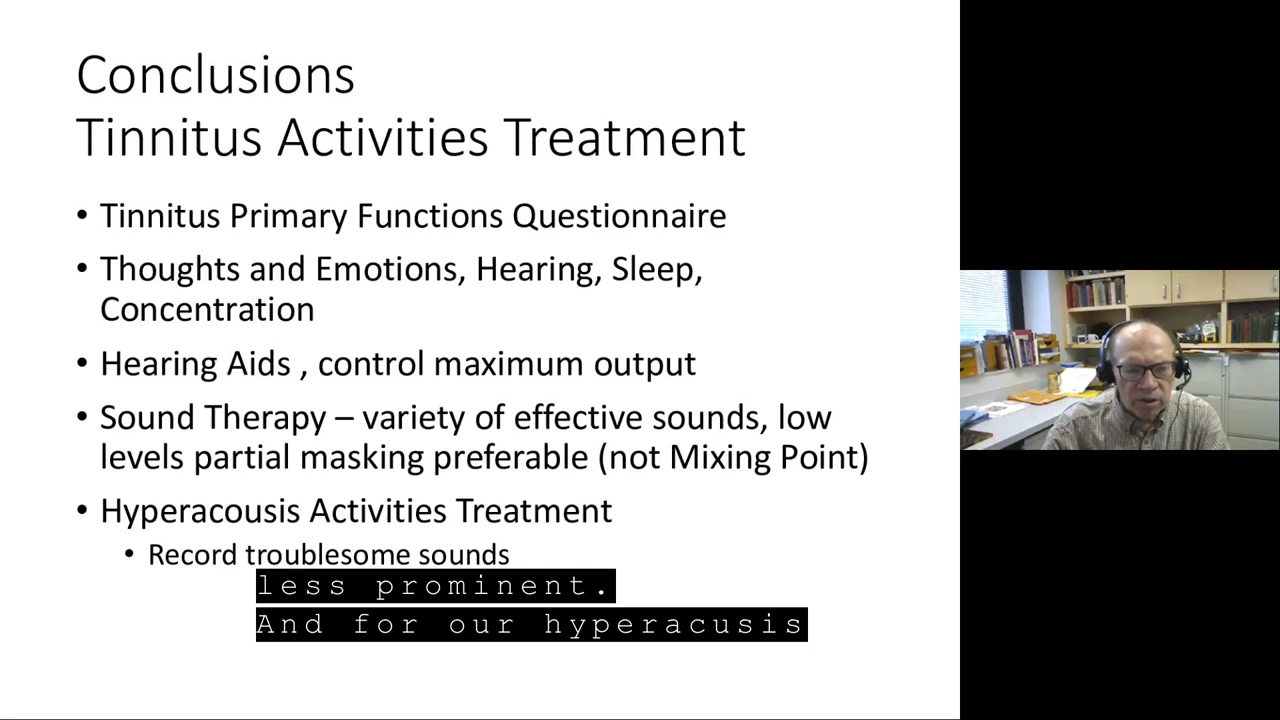 Conclusions
Tinnitus Activities Treatment
• Tinnitus Primary Functions Questionnaire
• Thoughts and Emotions, Hearing, Sleep,
Concentration
• Hearing Aids , control maximum output
• Sound Therapy – variety of effective sounds, low
levels partial masking preferable (not Mixing Point)
• Hyperacousis Activities Treatment
• Record troublesome sounds
less prominent.
And for our hyperacusis